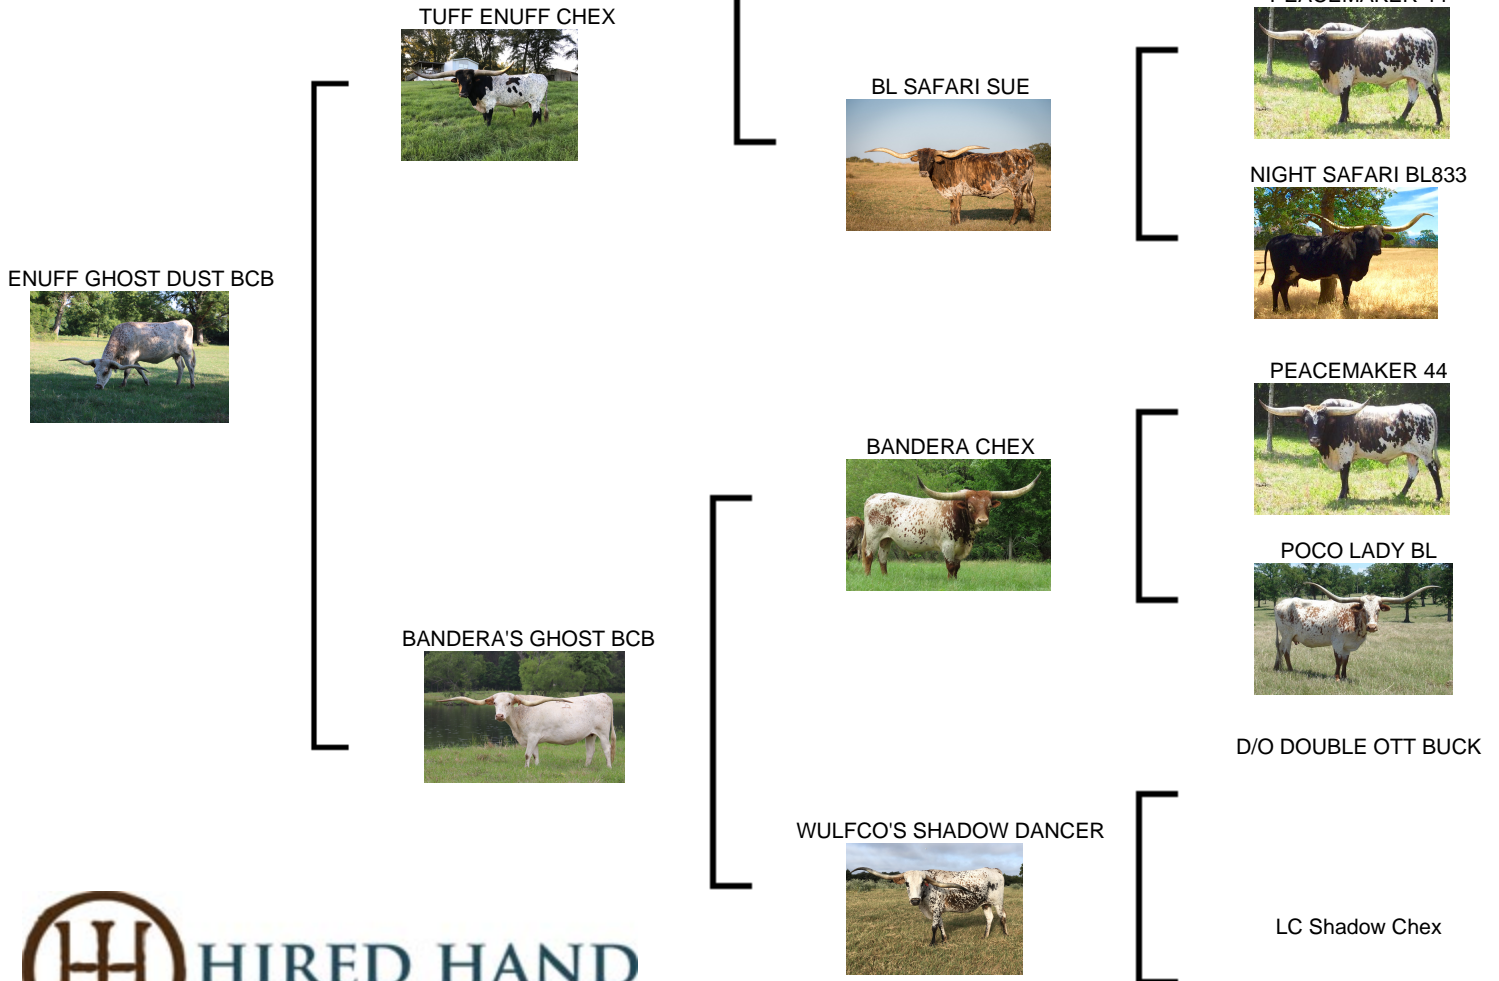 TUFF ENUFF CHEX
BL SAFARI SUE
NIGHT SAFARI BL833
ENUFF GHOST DUST BCB
PEACEMAKER 44
BANDERA CHEX
POCO LADY BL
BANDERA'S GHOST BCB
D/O DOUBLE OTT BUCK
WULFCO'S SHADOW DANCER
LC Shadow Chex
HIRED HAND